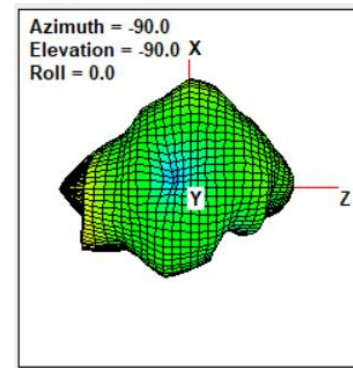 Azimuth = -90.0
Elevation = -90.0
Roll = 0.0
X
Y
Z